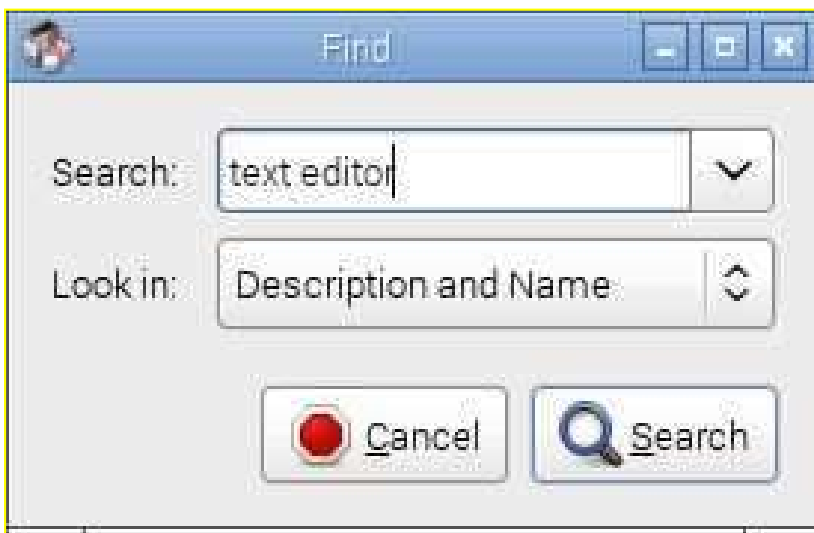 Find
Search: text editor
Look in: Description and Name
Cancel Search